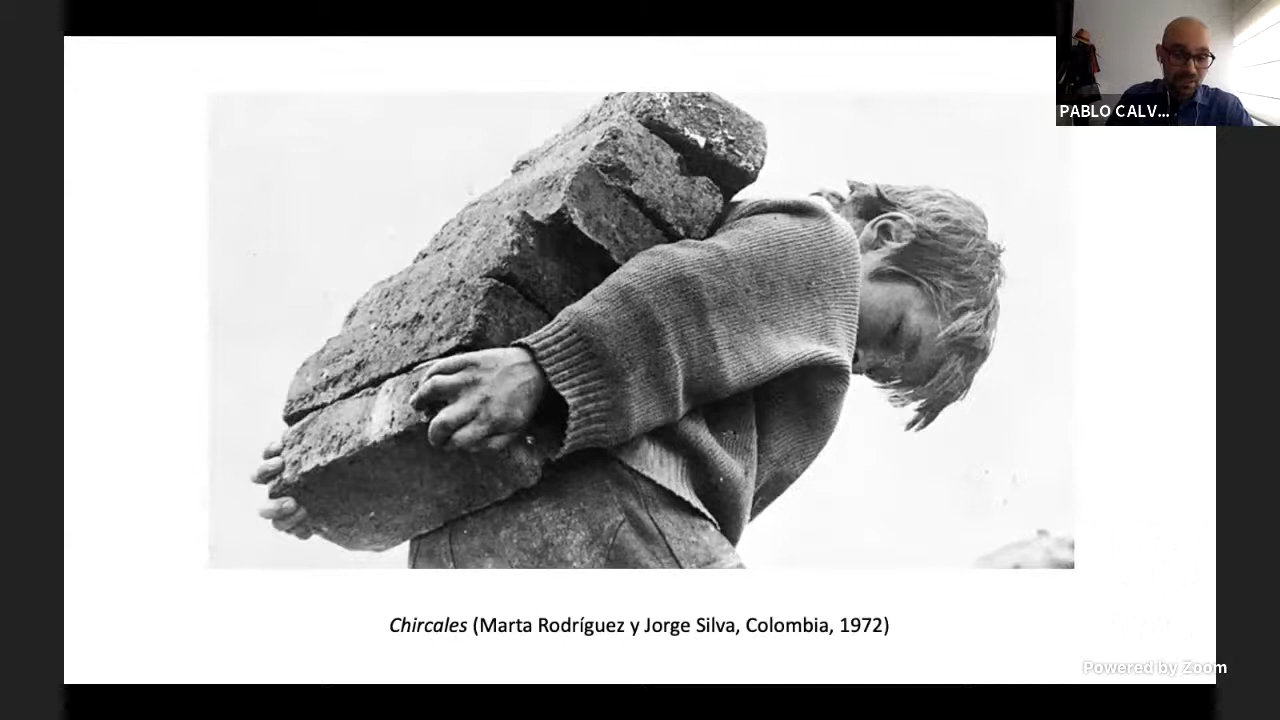 PABLO CALV...
Chircales (Marta Rodríguez y Jorge Silva, Colombia, 1972)
Powered by Zoom